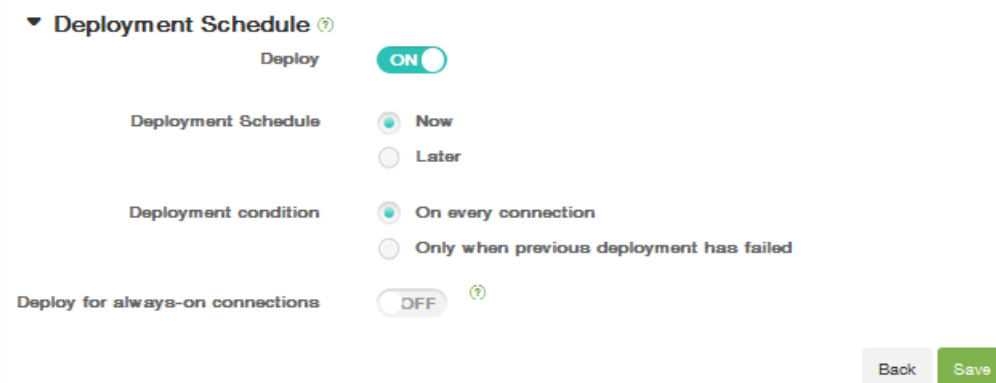 Deployment Schedule (?)
Deploy ON
Deployment Schedule Now
Later
Deployment condition On every connection
Only when previous deployment has failed
Deploy for always-on connections OFF (?)
Back Save